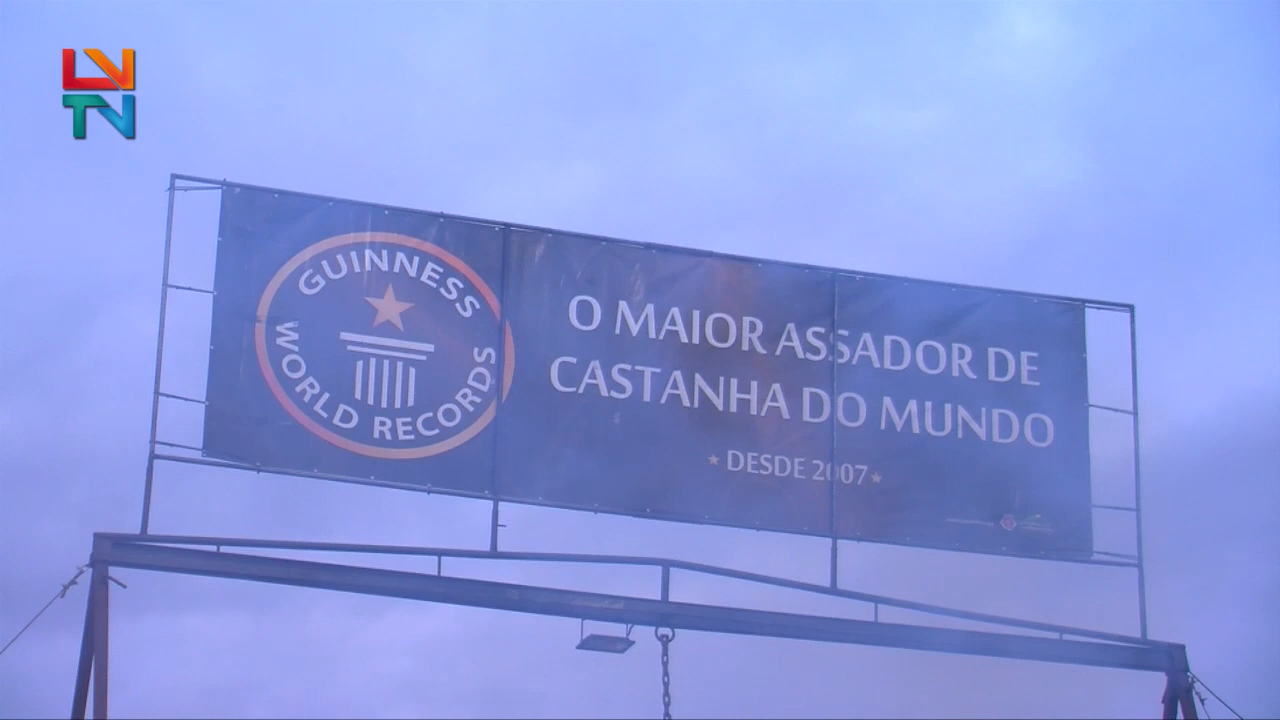 LV
TN
GUINNESS
WORLD RECORDS
O MAIOR ASSADOR DE
CASTANHA DO MUNDO
DESDE 2007